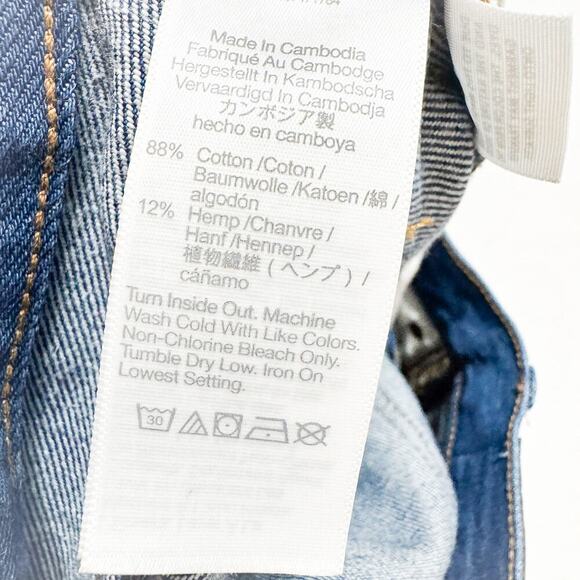 Made In Cambodia
Fabriqué Au Cambodge
Hergestellt In Kambodscha
Vervaardigd In Cambodja
カンボジア製
hecho en camboya
88% Cotton /Coton/
Baumwolle /Katoen /綿/
algodón
12% Hemp /Chanvre/
Hanf /Hennep/
植物繊維 (ヘンプ) /
cáñamo
Turn Inside Out. Machine
Wash Cold With Like Colors.
Non-Chlorine Bleach Only.
Tumble Dry Low. Iron On
Lowest Setting.
30